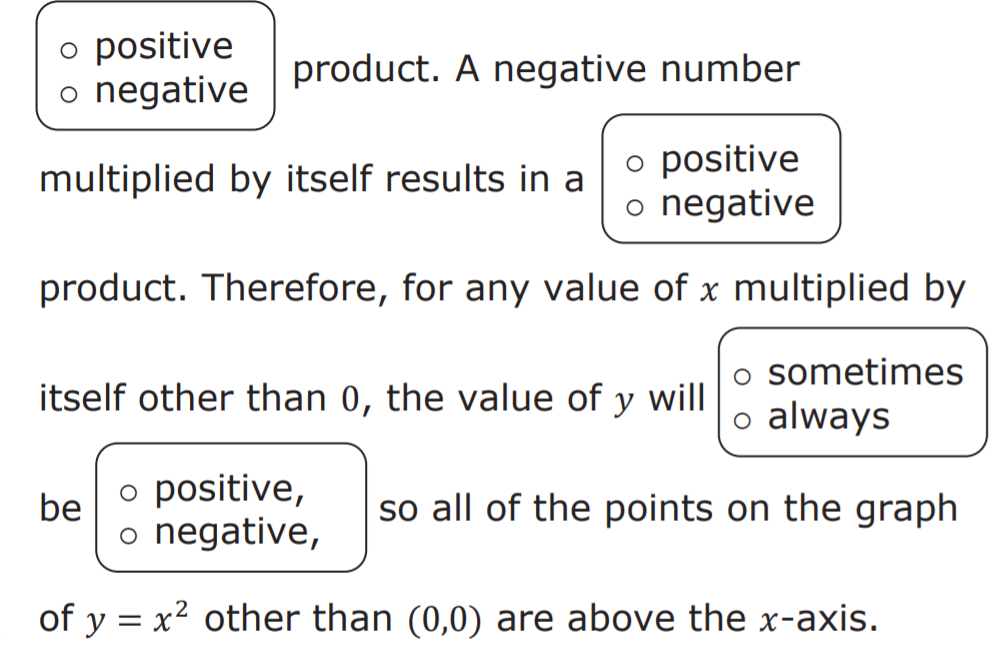 ○ positive
○ negative
product. A negative number
multiplied by itself results in a
○ positive
○ negative
product. Therefore, for any value of x multiplied by
itself other than 0, the value of y will
○ sometimes
○ always
be
○ positive,
○ negative,
so all of the points on the graph
of y = x² other than (0,0) are above the x-axis.